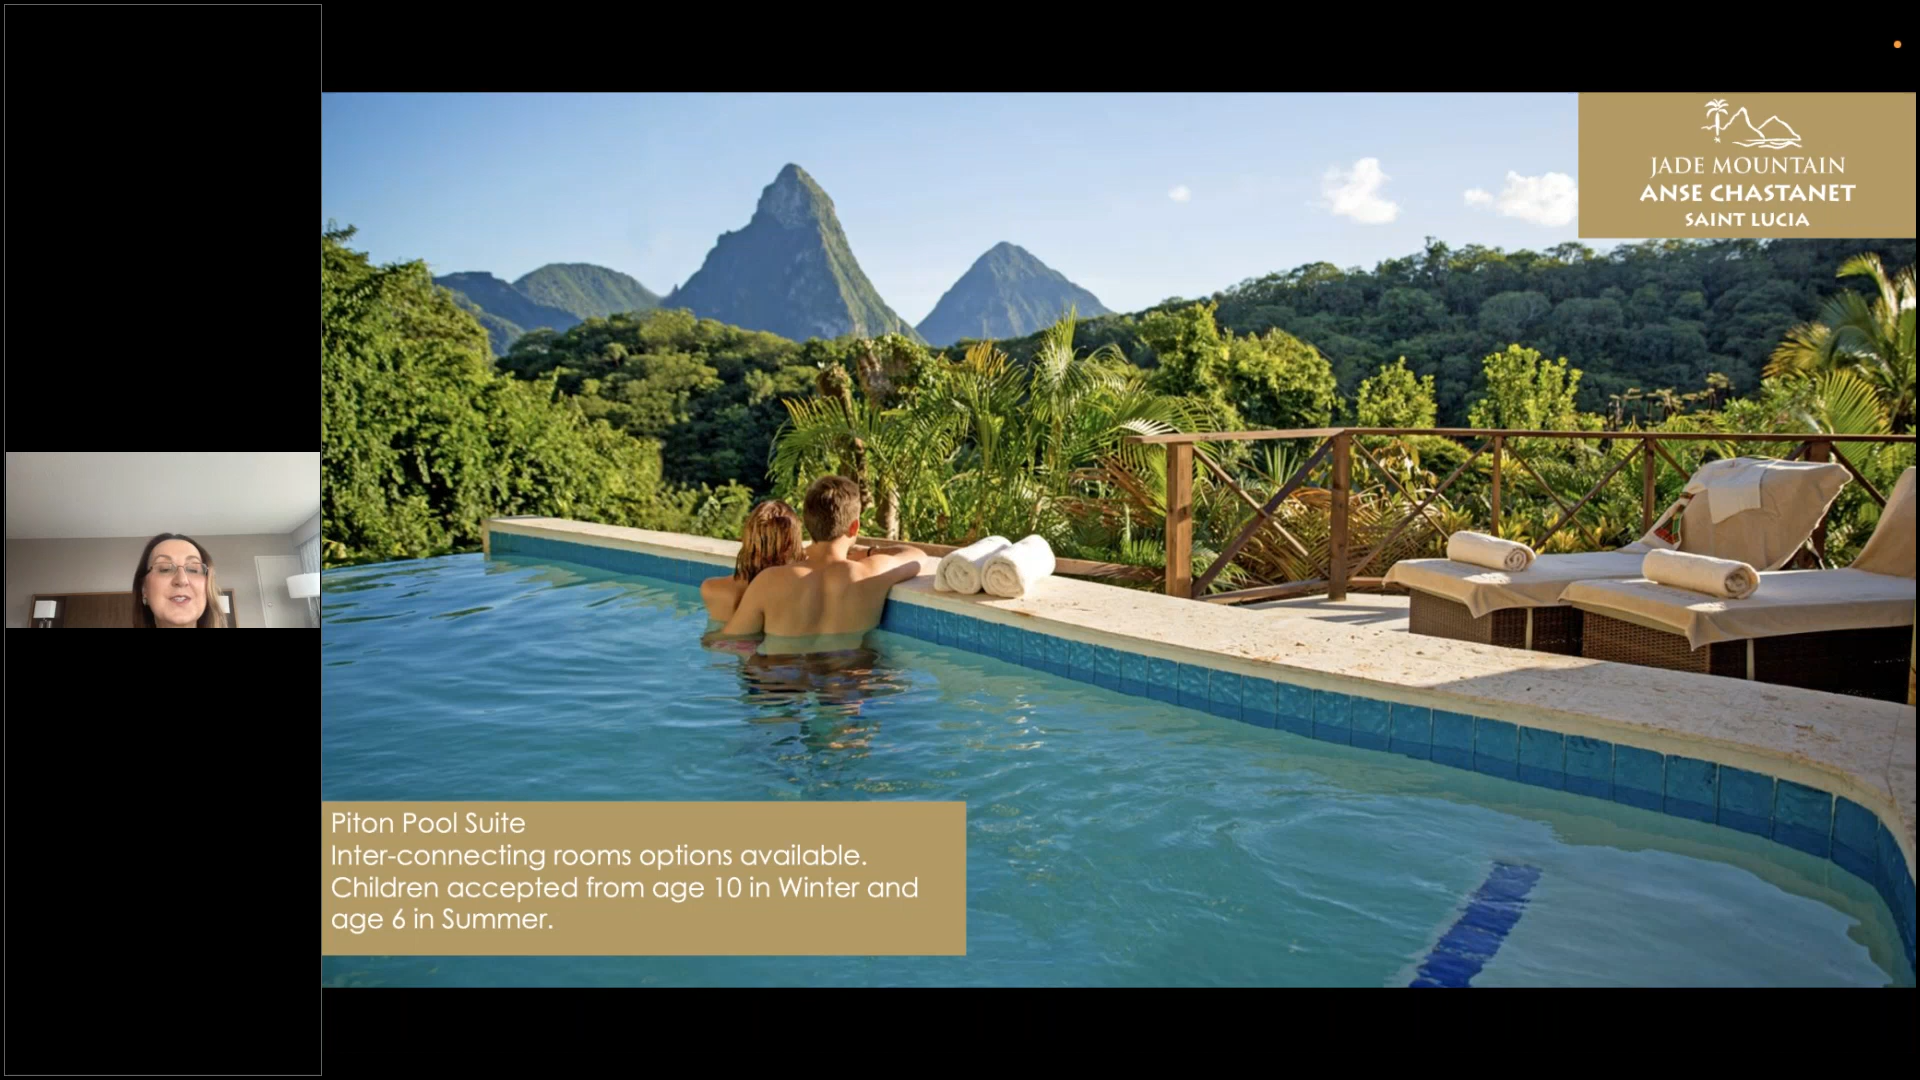 JADE MOUNTAIN
ANSE CHASTANET
SAINT LUCIA
Piton Pool Suite
Inter-connecting rooms options available.
Children accepted from age 10 in Winter and
age 6 in Summer.